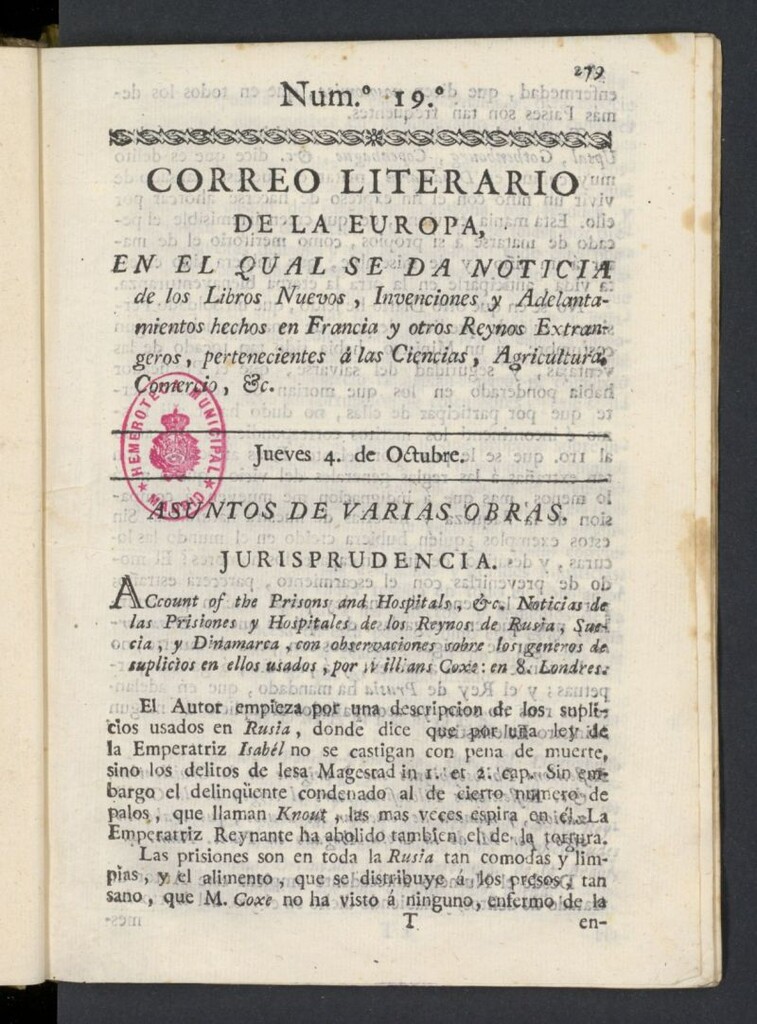 279
Num.º 19.º
CORREO LITERARIO
DE LA EUROPA,
EN EL QUAL SE DA NOTICIA
de los Libros Nuevos, Invenciones y Adelanta-
mientos hechos en Francia y otros Reynos Extran-
geros, pertenecientes á las Ciencias, Agricultura,
Comercio, &c.
HEMEROTECA MUNICIPAL
MADRID
Jueves 4. de Octubre.
ASUNTOS DE VARIAS OBRAS.
JURISPRUDENCIA.
ACcount of the Prisons and Hospitals, &c. Noticias de
las Prisiones y Hospitales de los Reynos de Rusia, Sue-
cia, y Dinamarca, con observaciones sobre los generos de
suplicios en ellos usados, por Willians Coxe: en 8. Londres.
El Autor empieza por una descripcion de los supli-
cios usados en Rusia, donde dice que por una ley de
la Emperatriz Isabél no se castigan con pena de muerte,
sino los delitos de lesa Magestad in 1. et 2. cap. Sin em-
bargo el delinqüente condenado al de cierto numero de
palos, que llaman Knout, las mas veces espira en él. La
Emperatriz Reynante ha abolido tambien el de la tortura.
Las prisiones son en toda la Rusia tan comodas y lim-
pias, y el alimento, que se distribuye á los presos, tan
sano, que M. Coxe no ha visto á ninguno, enfermo de la
T en-